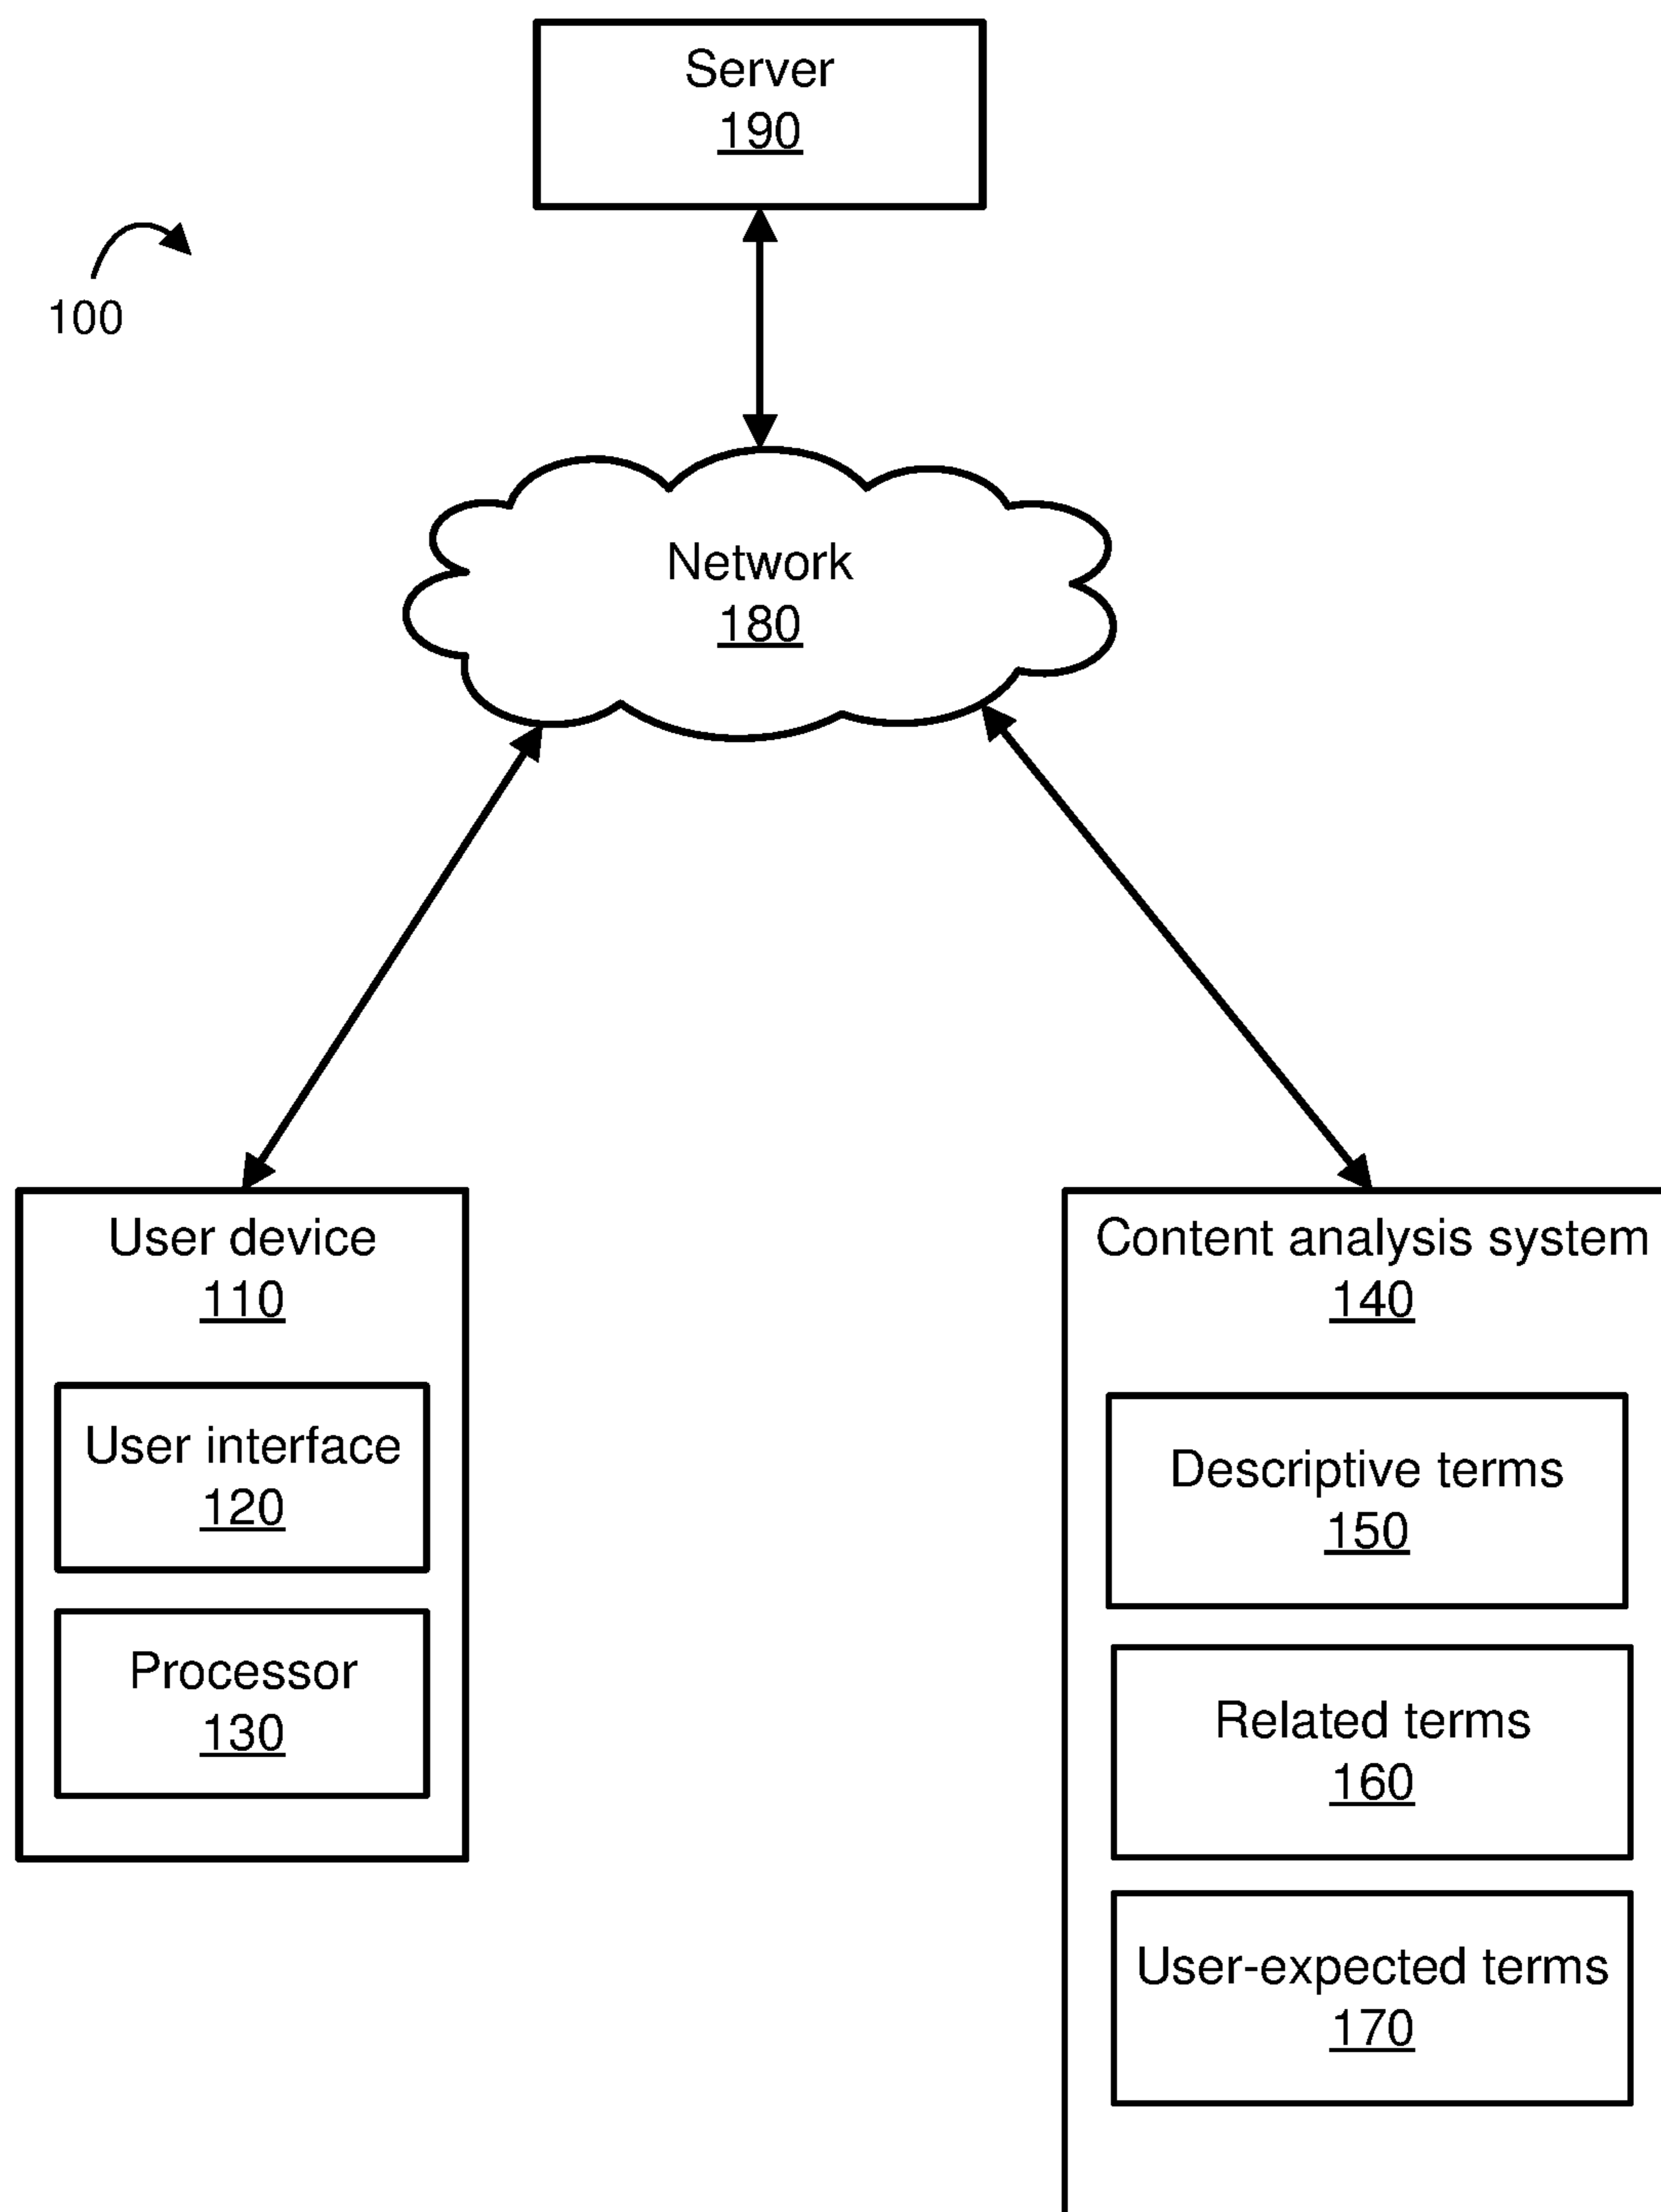 Server
190
100
Network
180
User device
110
User interface
120
Processor
130
Content analysis system
140
Descriptive terms
150
Related terms
160
User-expected terms
170